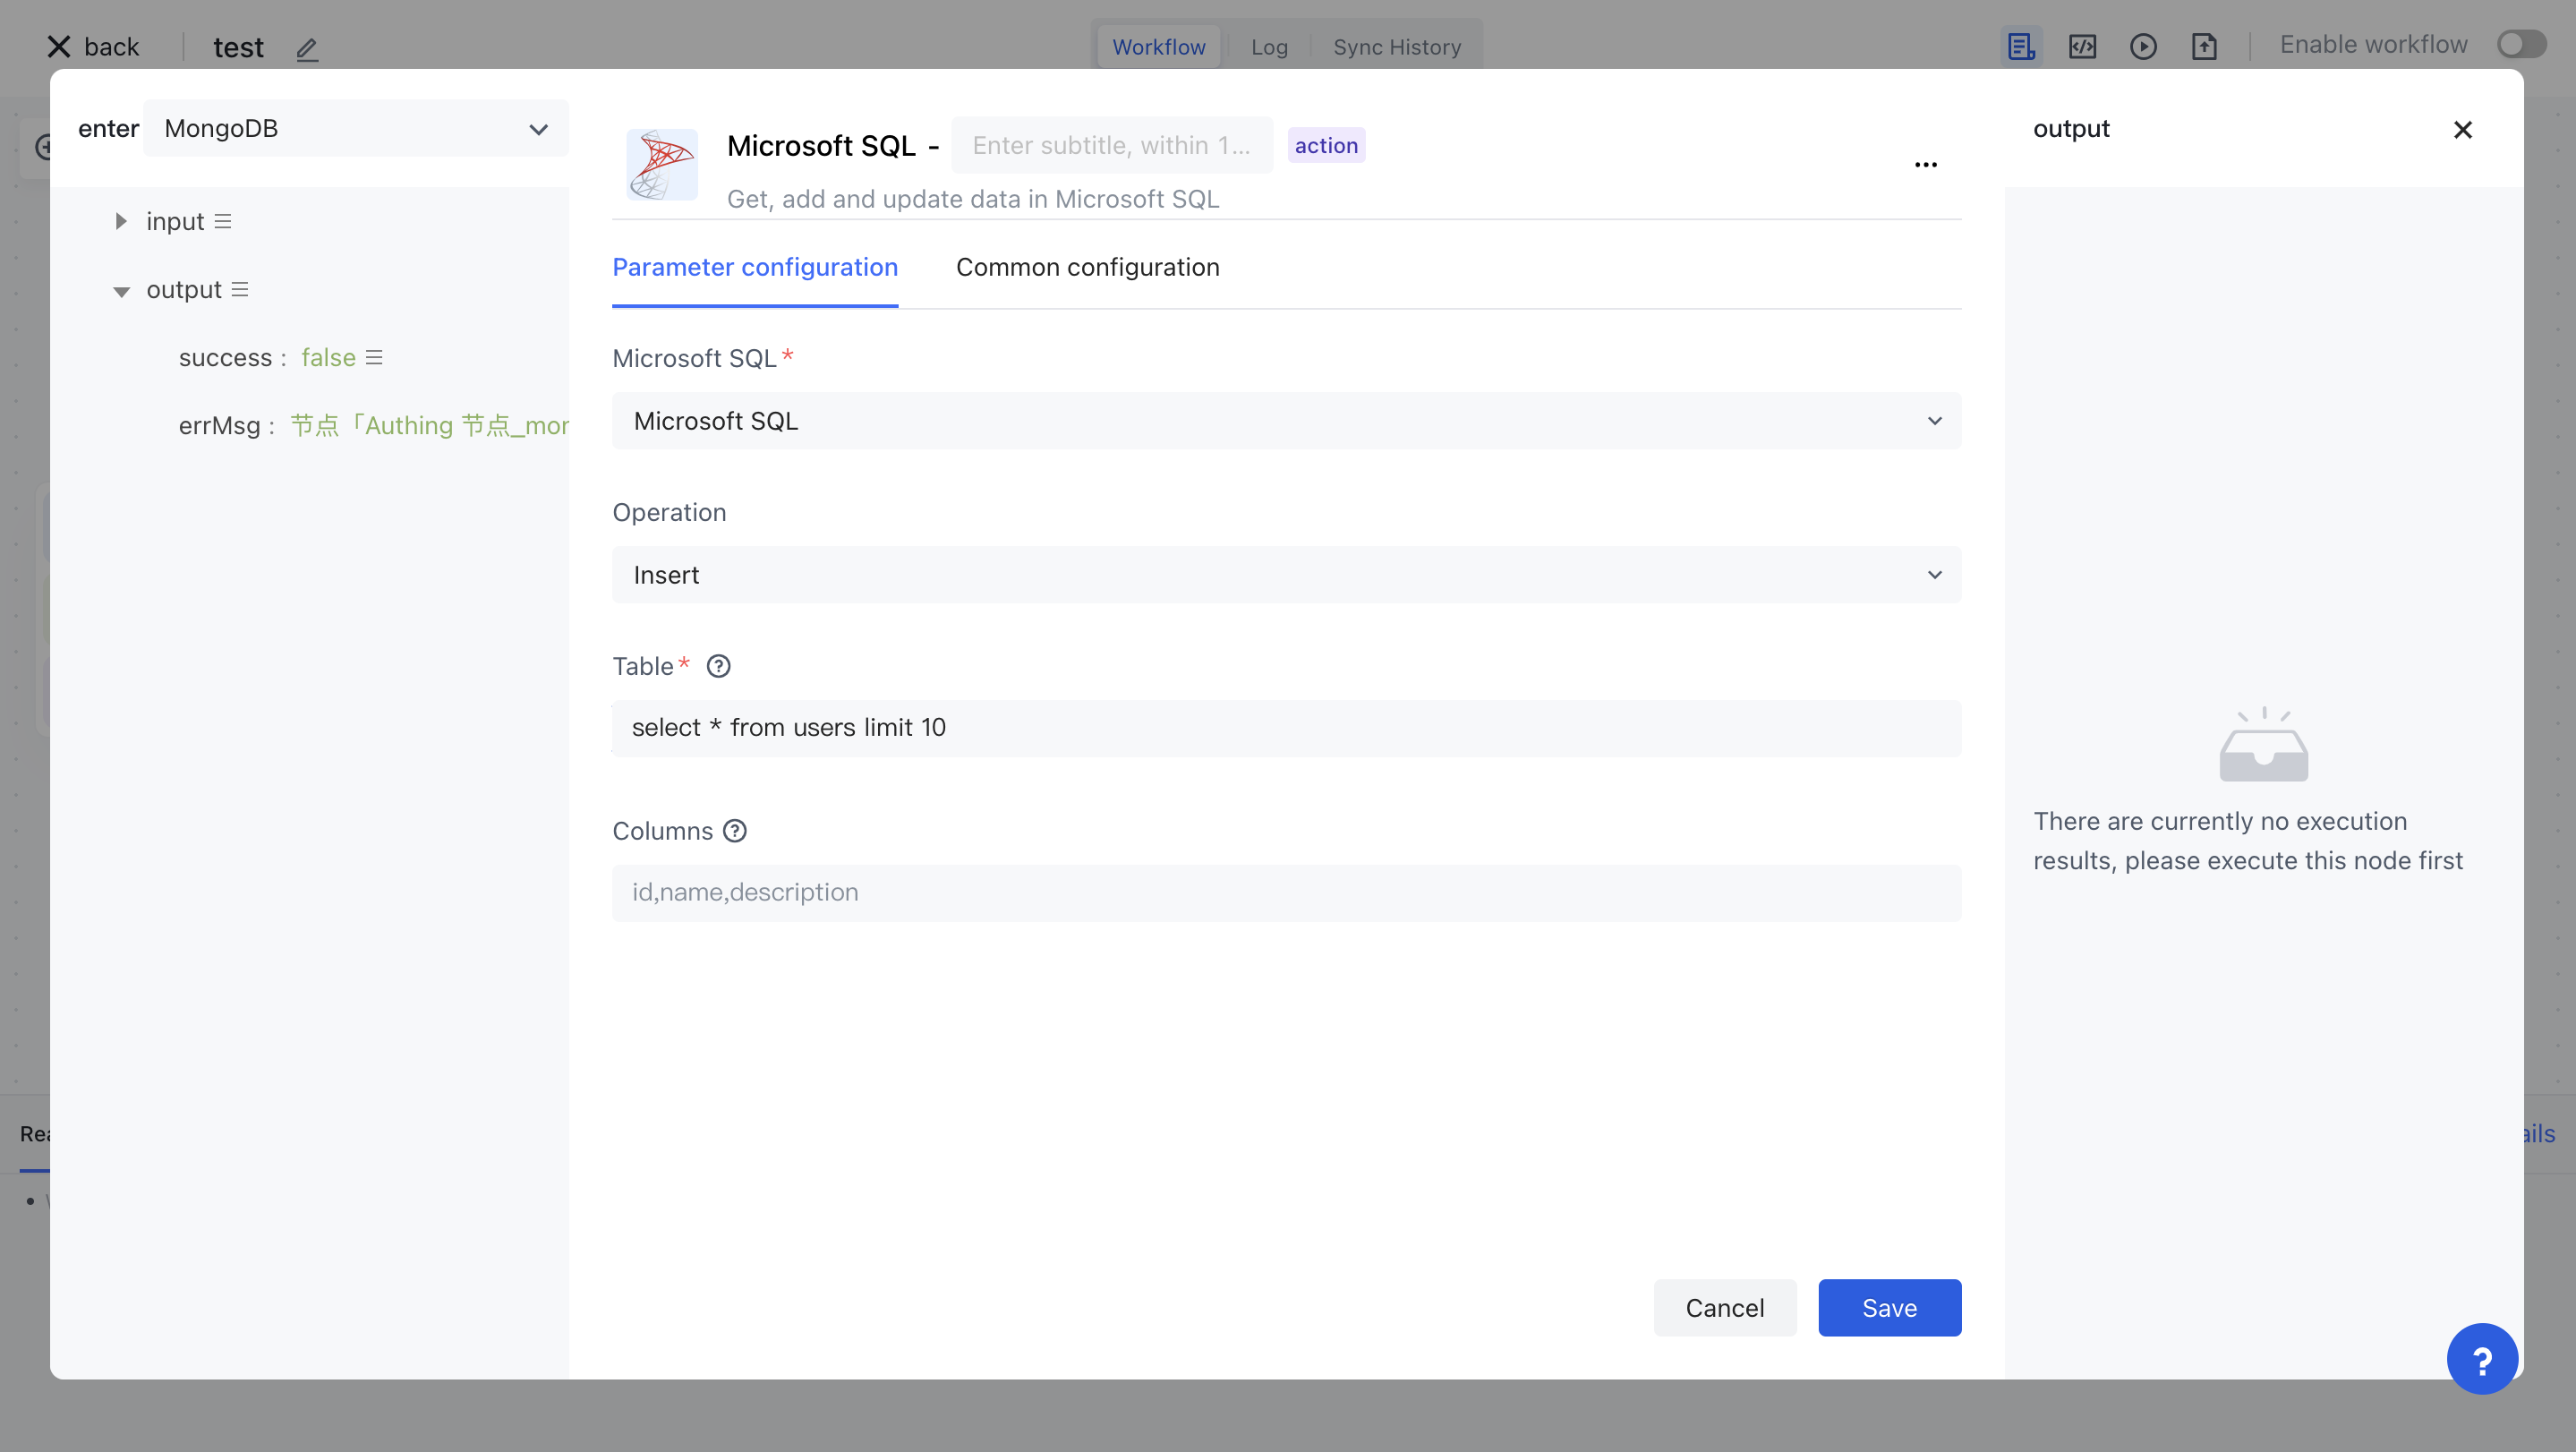 back
test
Workflow
Log
Sync History
Enable workflow
enter
MongoDB
input
output
success : false
errMsg : 节点「Authing 节点_mor
Microsoft SQL -
Enter subtitle, within 1...
action
Get, add and update data in Microsoft SQL
Parameter configuration
Common configuration
Microsoft SQL *
Microsoft SQL
Operation
Insert
Table *
select * from users limit 10
Columns
id,name,description
Cancel
Save
output
There are currently no execution
results, please execute this node first
Rea
ails
?